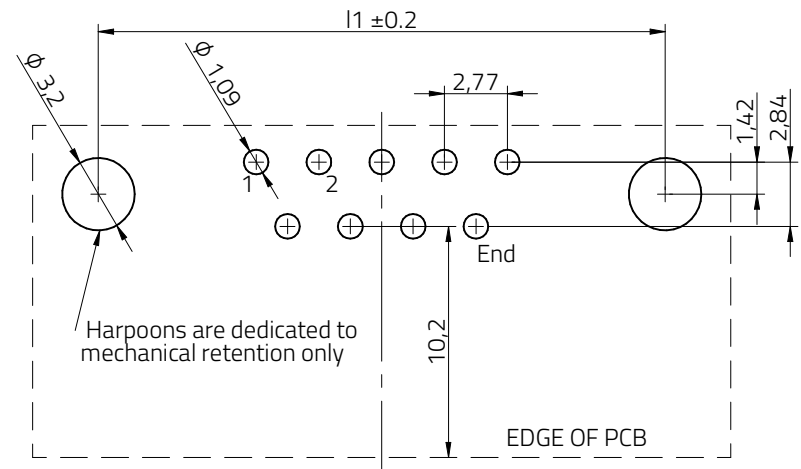 l1 ±0.2
ϕ 3,2
ϕ 1,09
2,77
1,42
2,84
1
2
End
Harpoons are dedicated to
mechanical retention only
10,2
EDGE OF PCB